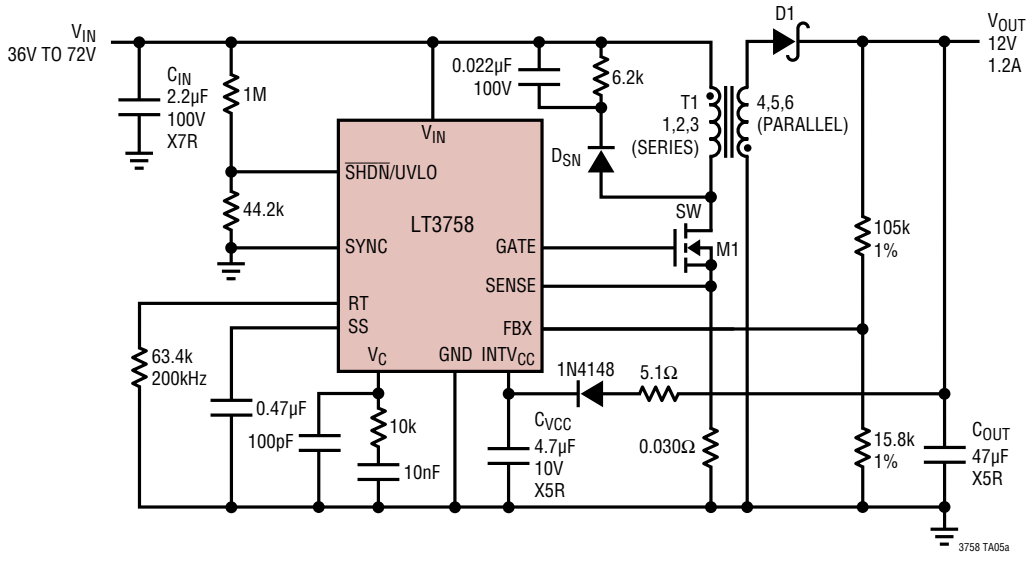 VIN
36V TO 72V
CIN
2.2µF
100V
X7R
1M
44.2k
0.022µF
100V
6.2k
DSN
T1
1,2,3
(SERIES)
4,5,6
(PARALLEL)
D1
VOUT
12V
1.2A
VIN
SHDN/UVLO
LT3758
SYNC
GATE
SENSE
RT
SS
FBX
VC
GND
INTVCC
SW
M1
105k
1%
63.4k
200kHz
0.47µF
100pF
10k
10nF
1N4148
5.1Ω
CVCC
4.7µF
10V
X5R
0.030Ω
15.8k
1%
COUT
47µF
X5R
3758 TA05a